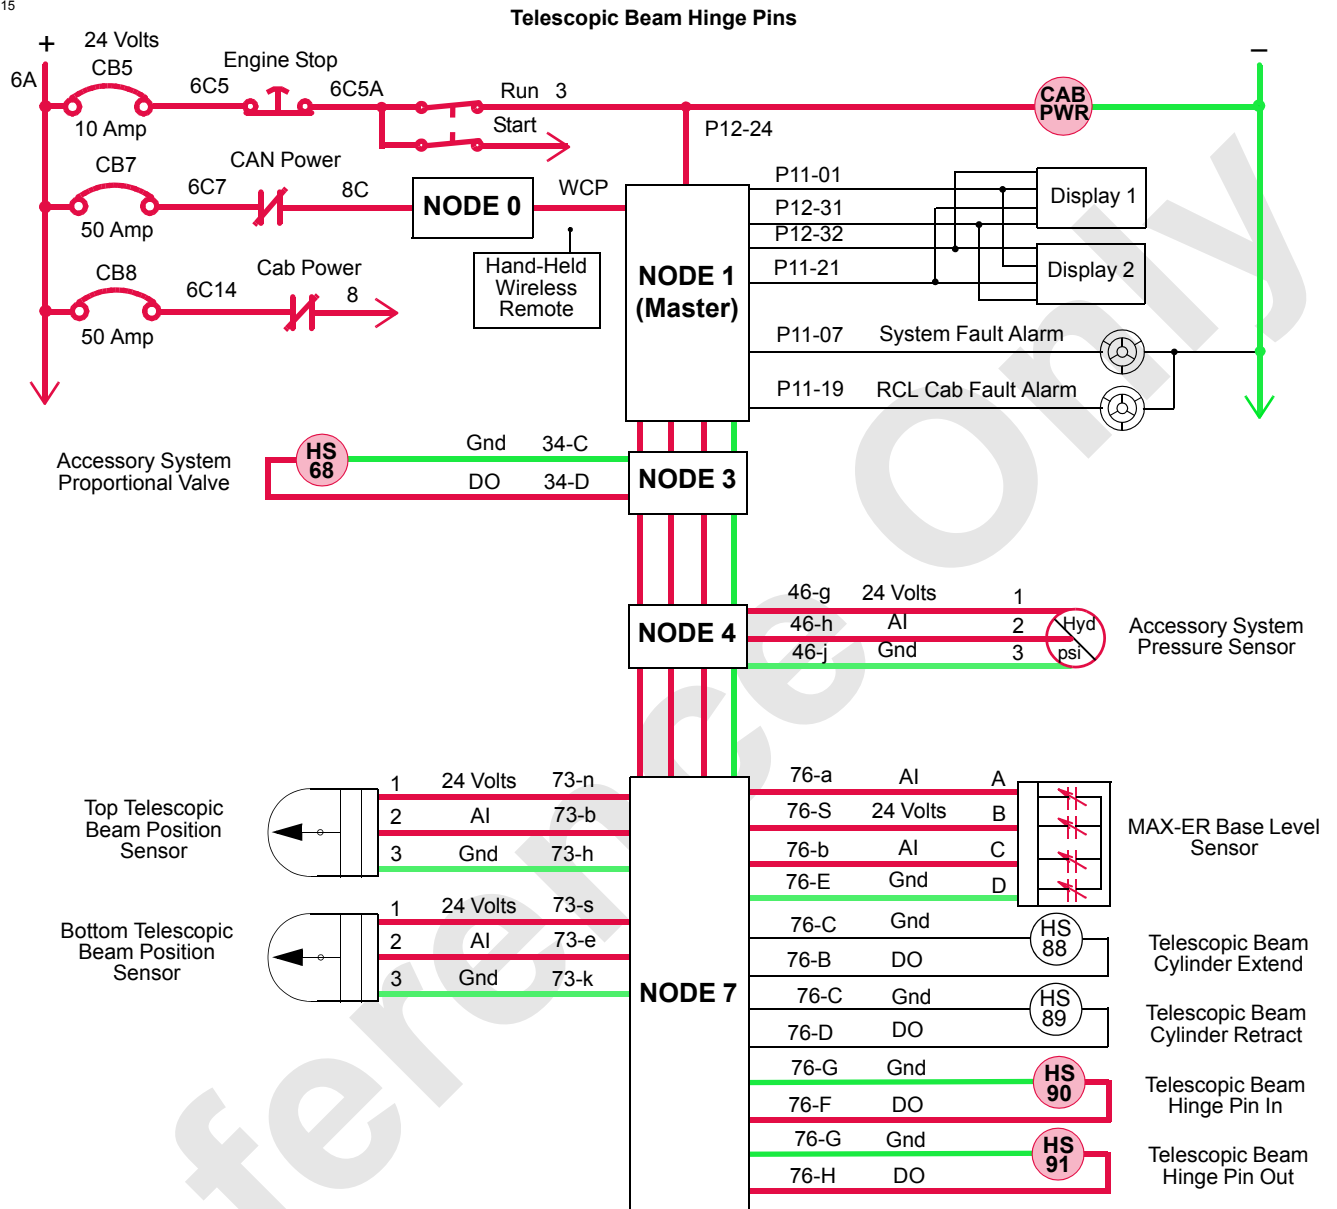 15
Telescopic Beam Hinge Pins
+ 24 Volts −
6A CB5 6C5 Engine Stop 6C5A Run 3 CAB PWR
10 Amp Start P12-24
CB7 6C7 CAN Power 8C NODE 0 WCP
50 Amp
CB8 6C14 Cab Power 8
50 Amp
Hand-Held
Wireless
Remote
NODE 1
(Master)
P11-01
P12-31
P12-32
P11-21
Display 1
Display 2
P11-07 System Fault Alarm
P11-19 RCL Cab Fault Alarm
Accessory System
Proportional Valve
HS
68
Gnd 34-C
DO 34-D
NODE 3
NODE 4
46-g 24 Volts 1
46-h AI 2
46-j Gnd 3
Hyd
psi
Accessory System
Pressure Sensor
Top Telescopic
Beam Position
Sensor
1 24 Volts 73-n
2 AI 73-b
3 Gnd 73-h
Bottom Telescopic
Beam Position
Sensor
1 24 Volts 73-s
2 AI 73-e
3 Gnd 73-k
NODE 7
76-a AI A
76-S 24 Volts B
76-b AI C
76-E Gnd D
MAX-ER Base Level
Sensor
76-C Gnd
76-B DO
HS
88
Telescopic Beam
Cylinder Extend
76-C Gnd
76-D DO
HS
89
Telescopic Beam
Cylinder Retract
76-G Gnd
76-F DO
HS
90
Telescopic Beam
Hinge Pin In
76-G Gnd
76-H DO
HS
91
Telescopic Beam
Hinge Pin Out
ference Only